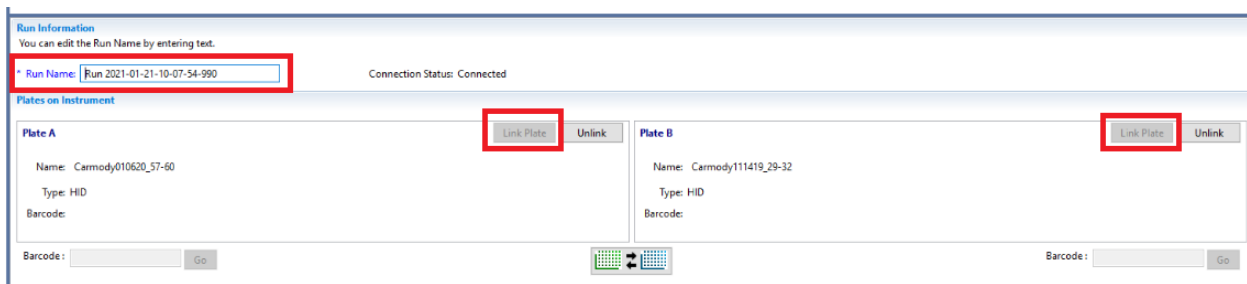 Run Information
You can edit the Run Name by entering text.
* Run Name: Run 2021-01-21-10-07-54-990 Connection Status: Connected
Plates on Instrument
Plate A Link Plate Unlink
Name: Carmody010620_57-60
Type: HID
Barcode:
Plate B Link Plate Unlink
Name: Carmody111419_29-32
Type: HID
Barcode:
Barcode: Go
Barcode: Go